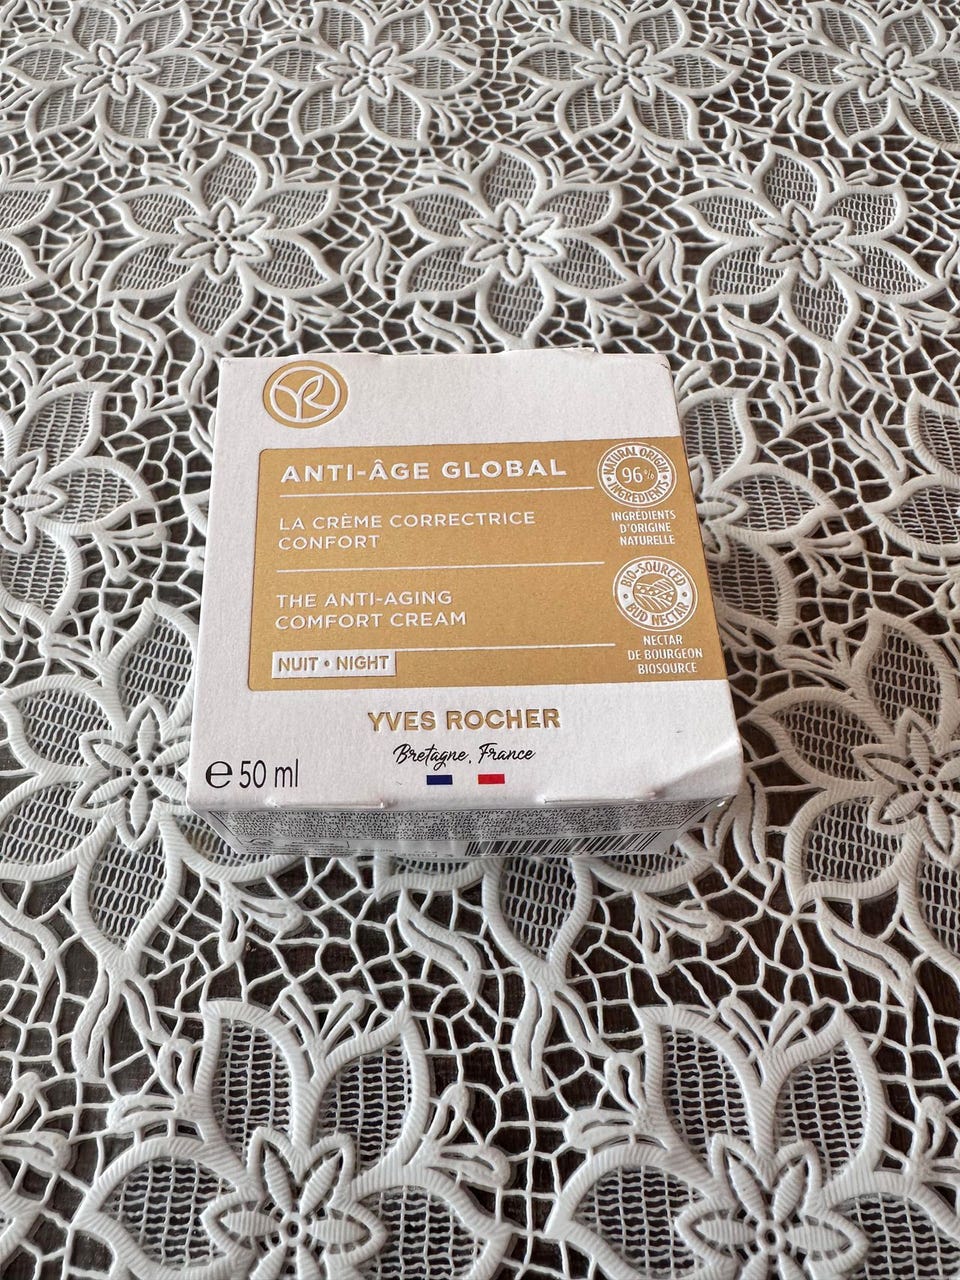 ANTI-ÂGE GLOBAL
LA CRÈME CORRECTRICE
CONFORT
THE ANTI-AGING
COMFORT CREAM
NUIT • NIGHT
NATURAL ORIGIN
96%
INGREDIENTS
INGRÉDIENTS
D'ORIGINE
NATURELLE
BIO-SOURCED
BUD NECTAR
NECTAR
DE BOURGEON
BIOSOURCE
YVES ROCHER
Bretagne, France
e 50 ml